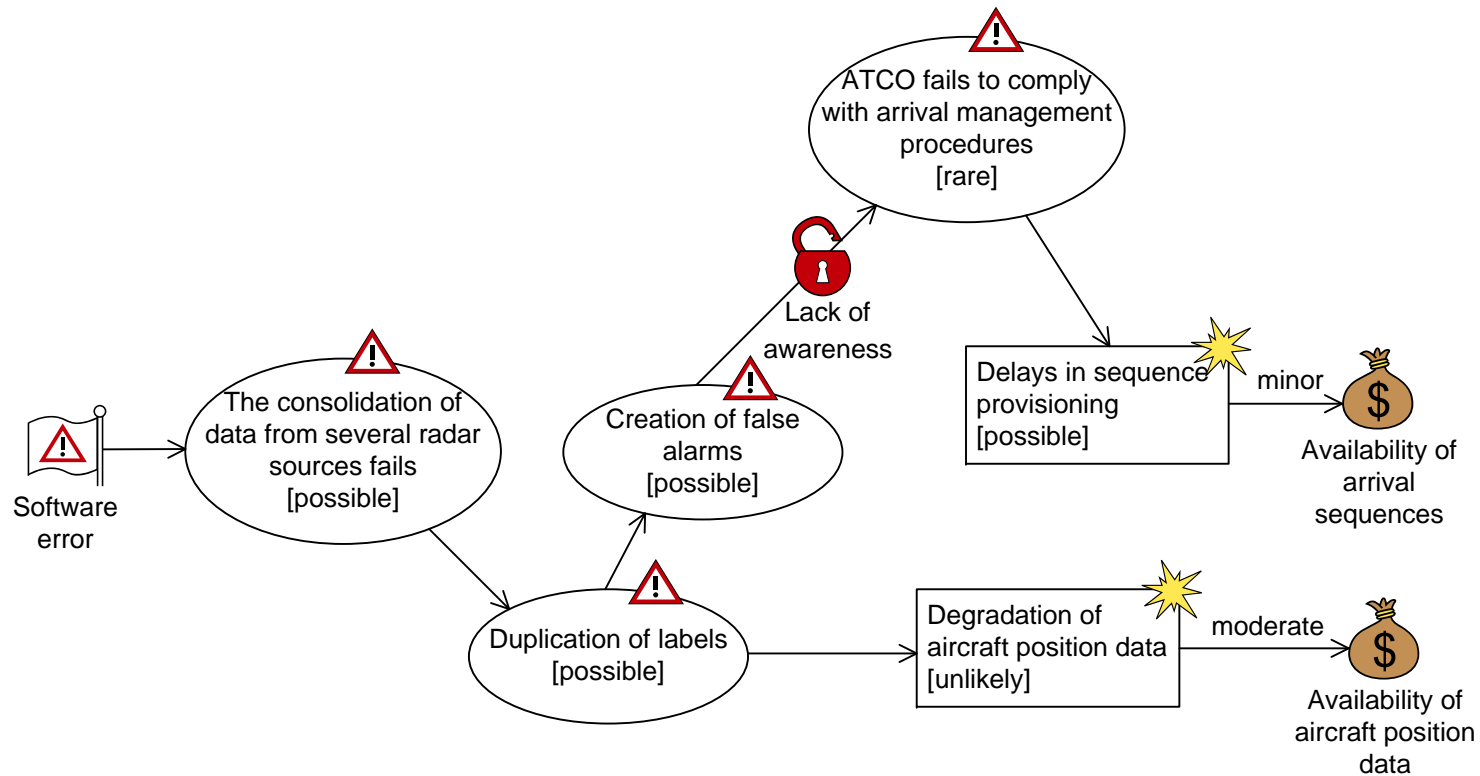 ATCO fails to comply
with arrival management
procedures
[rare]
Lack of
awareness
The consolidation of
data from several radar
sources fails
[possible]
Software
error
Creation of false
alarms
[possible]
Delays in sequence
provisioning
[possible]
minor
$
Availability of
arrival
sequences
Duplication of labels
[possible]
Degradation of
aircraft position data
[unlikely]
moderate
$
Availability of
aircraft position
data